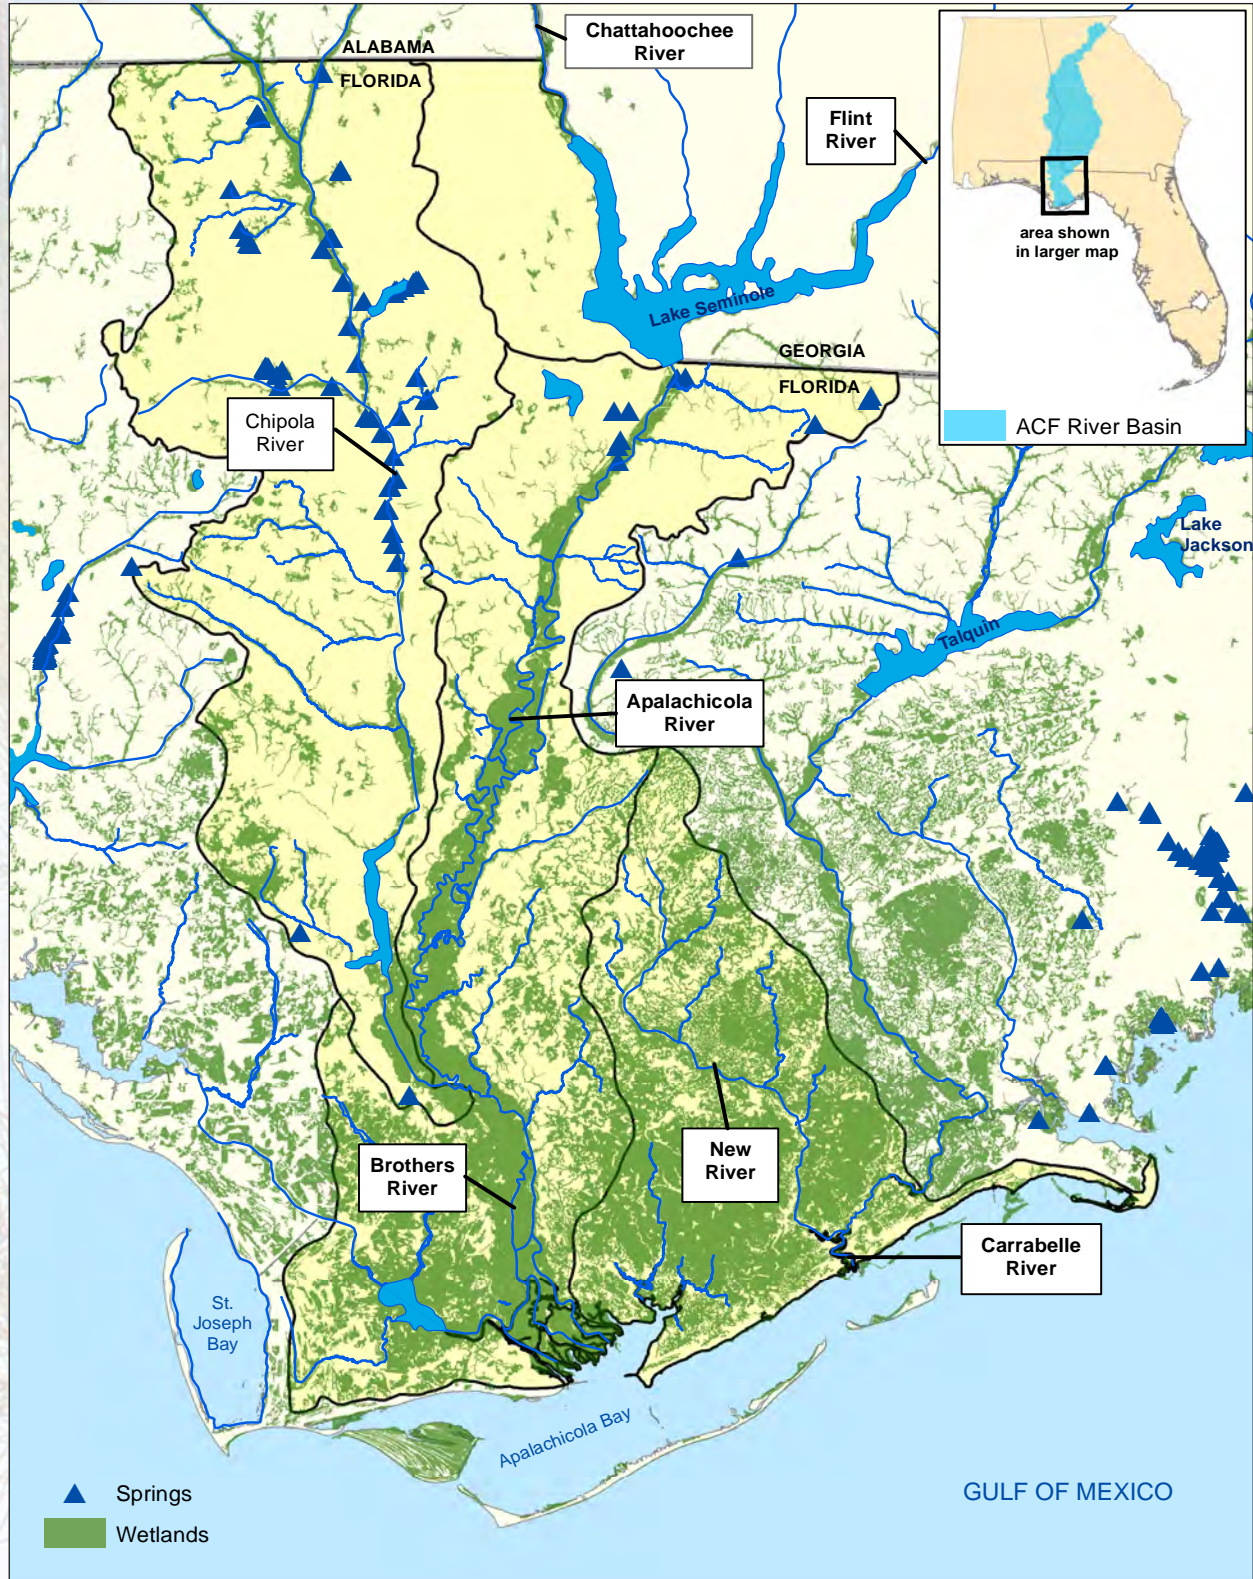 Chattahoochee
River
ALABAMA
FLORIDA
Flint
River
area shown
in larger map
Lake Seminole
GEORGIA
FLORIDA
ACF River Basin
Chipola
River
Lake
Jackson
Talquin
Apalachicola
River
New
River
Brothers
River
Carrabelle
River
St.
Joseph
Bay
Apalachicola Bay
GULF OF MEXICO
Springs
Wetlands